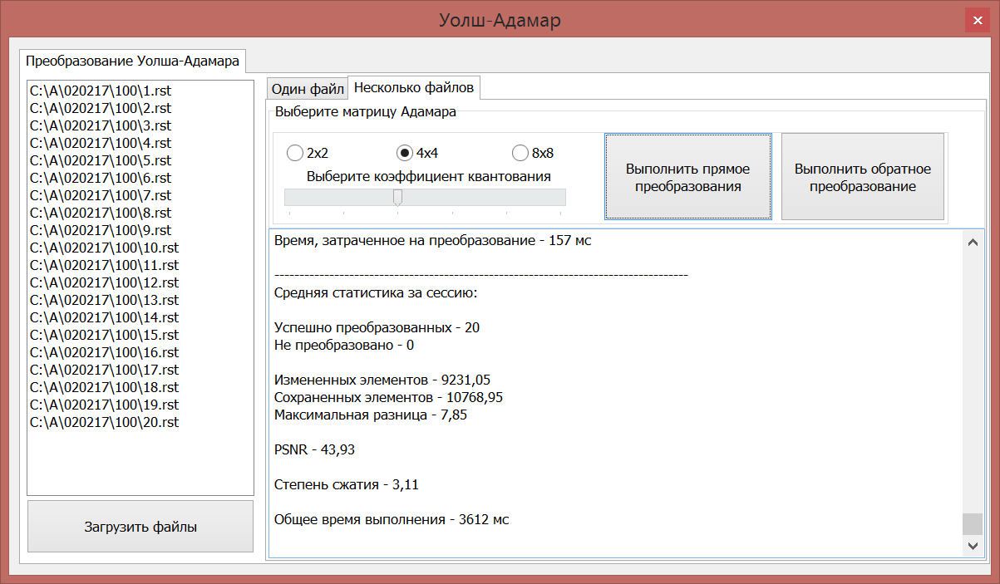 Уолш-Адамар
Преобразование Уолша-Адамара
C:\A\020217\100\1.rst
C:\A\020217\100\2.rst
C:\A\020217\100\3.rst
C:\A\020217\100\4.rst
C:\A\020217\100\5.rst
C:\A\020217\100\6.rst
C:\A\020217\100\7.rst
C:\A\020217\100\8.rst
C:\A\020217\100\9.rst
C:\A\020217\100\10.rst
C:\A\020217\100\11.rst
C:\A\020217\100\12.rst
C:\A\020217\100\13.rst
C:\A\020217\100\14.rst
C:\A\020217\100\15.rst
C:\A\020217\100\16.rst
C:\A\020217\100\17.rst
C:\A\020217\100\18.rst
C:\A\020217\100\19.rst
C:\A\020217\100\20.rst
Загрузить файлы
Один файл Несколько файлов
Выберите матрицу Адамара
2x2 4x4 8x8
Выберите коэффициент квантования
Выполнить прямое
преобразования
Выполнить обратное
преобразование
Время, затраченное на преобразование - 157 мс
-----------------------------------------------------------------------------------
Средняя статистика за сессию:
Успешно преобразованных - 20
Не преобразовано - 0
Измененных элементов - 9231,05
Сохраненных элементов - 10768,95
Максимальная разница - 7,85
PSNR - 43,93
Степень сжатия - 3,11
Общее время выполнения - 3612 мс